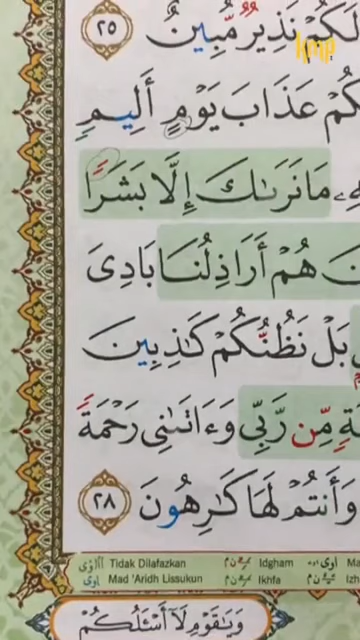 kmp
لَكُمْ نَذِيرٌ مُّبِينٌ ٢٥
كُمْ عَذَابَ يَوْمٍ أَلِيمٍ
مَا نَرَىٰكَ إِلَّا بَشَرًا
هُمْ أَرَاذِلُنَا بَادِىَ
بَلْ نَظُنُّكُمْ كَٰذِبِينَ
مِّن رَّبِّى وَءَاتَىٰنِى رَحْمَةً
وَأَنتُمْ لَهَا كَٰرِهُونَ ٢٨
Tidak Dilafazkan Idgham
Mad 'Aridh Lissukun Ikhfa
وَيَٰقَوْمِ لَآ أَسْـَٔلُكُمْ